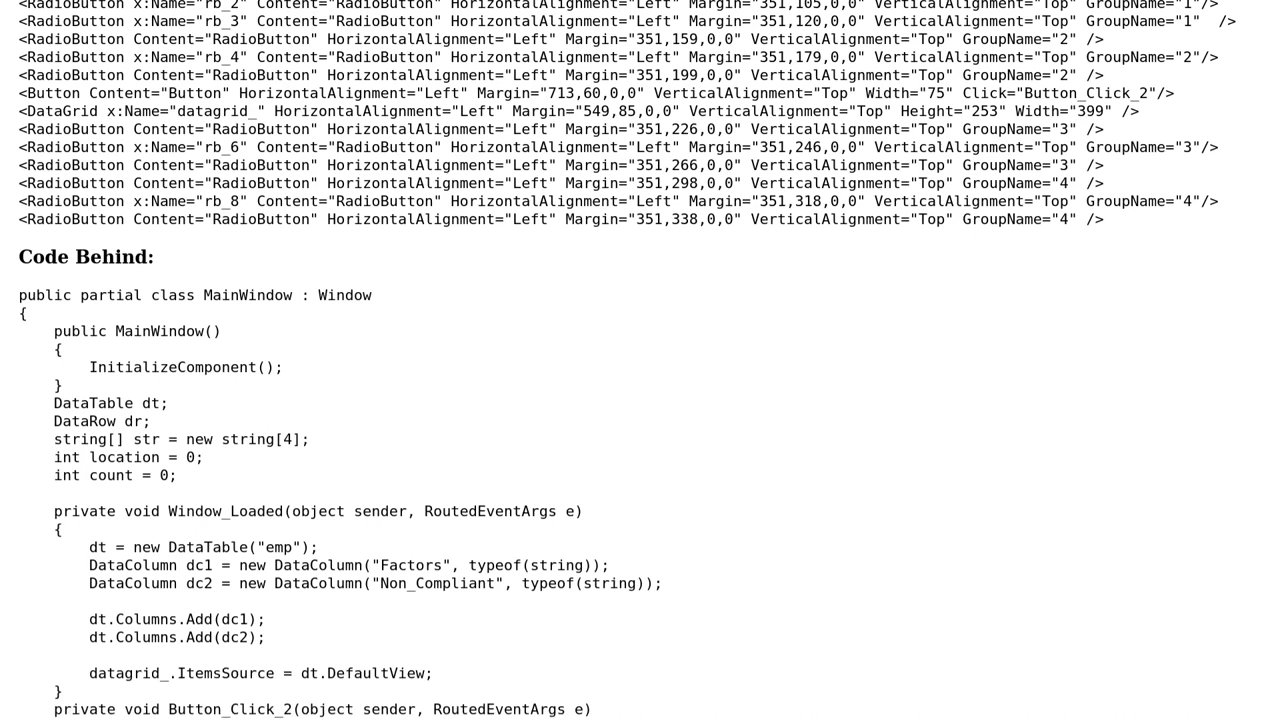 <RadioButton x:Name="rb_2" Content="RadioButton" HorizontalAlignment="Left" Margin="351,105,0,0" VerticalAlignment="Top" GroupName="1"/>
<RadioButton x:Name="rb_3" Content="RadioButton" HorizontalAlignment="Left" Margin="351,120,0,0" VerticalAlignment="Top" GroupName="1"  />
<RadioButton Content="RadioButton" HorizontalAlignment="Left" Margin="351,159,0,0" VerticalAlignment="Top" GroupName="2" />
<RadioButton x:Name="rb_4" Content="RadioButton" HorizontalAlignment="Left" Margin="351,179,0,0" VerticalAlignment="Top" GroupName="2"/>
<RadioButton Content="RadioButton" HorizontalAlignment="Left" Margin="351,199,0,0" VerticalAlignment="Top" GroupName="2" />
<Button Content="Button" HorizontalAlignment="Left" Margin="713,60,0,0" VerticalAlignment="Top" Width="75" Click="Button_Click_2"/>
<DataGrid x:Name="datagrid_" HorizontalAlignment="Left" Margin="549,85,0,0" VerticalAlignment="Top" Height="253" Width="399" />
<RadioButton Content="RadioButton" HorizontalAlignment="Left" Margin="351,226,0,0" VerticalAlignment="Top" GroupName="3" />
<RadioButton x:Name="rb_6" Content="RadioButton" HorizontalAlignment="Left" Margin="351,246,0,0" VerticalAlignment="Top" GroupName="3"/>
<RadioButton Content="RadioButton" HorizontalAlignment="Left" Margin="351,266,0,0" VerticalAlignment="Top" GroupName="3" />
<RadioButton Content="RadioButton" HorizontalAlignment="Left" Margin="351,298,0,0" VerticalAlignment="Top" GroupName="4" />
<RadioButton x:Name="rb_8" Content="RadioButton" HorizontalAlignment="Left" Margin="351,318,0,0" VerticalAlignment="Top" GroupName="4"/>
<RadioButton Content="RadioButton" HorizontalAlignment="Left" Margin="351,338,0,0" VerticalAlignment="Top" GroupName="4" />
Code Behind:
public partial class MainWindow : Window
{
    public MainWindow()
    {
        InitializeComponent();
    }
    DataTable dt;
    DataRow dr;
    string[] str = new string[4];
    int location = 0;
    int count = 0;

    private void Window_Loaded(object sender, RoutedEventArgs e)
    {
        dt = new DataTable("emp");
        DataColumn dc1 = new DataColumn("Factors", typeof(string));
        DataColumn dc2 = new DataColumn("Non_Compliant", typeof(string));

        dt.Columns.Add(dc1);
        dt.Columns.Add(dc2);

        datagrid_.ItemsSource = dt.DefaultView;
    }
    private void Button_Click_2(object sender, RoutedEventArgs e)